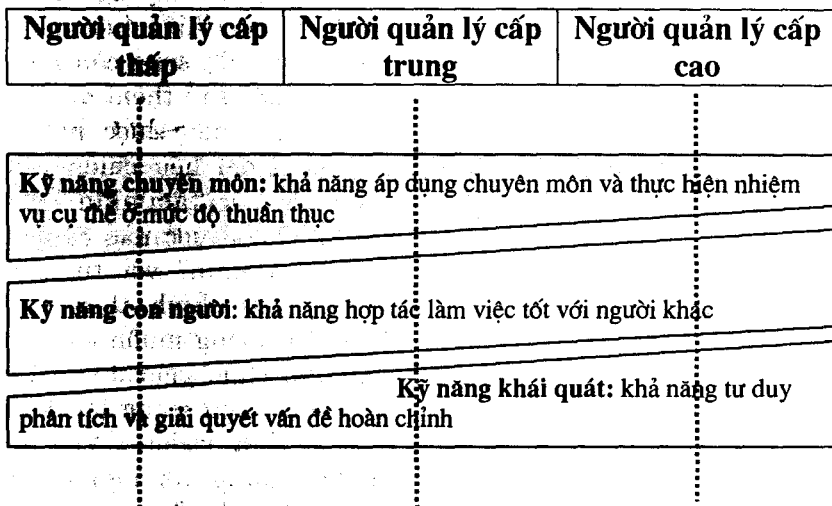 Người quản lý cấp thấp
Người quản lý cấp trung
Người quản lý cấp cao
Kỹ năng chuyên môn: khả năng áp dụng chuyên môn và thực hiện nhiệm
vụ cụ thể ở mức độ thuần thục
Kỹ năng con người: khả năng hợp tác làm việc tốt với người khác
Kỹ năng khái quát: khả năng tư duy
phân tích và giải quyết vấn đề hoàn chỉnh